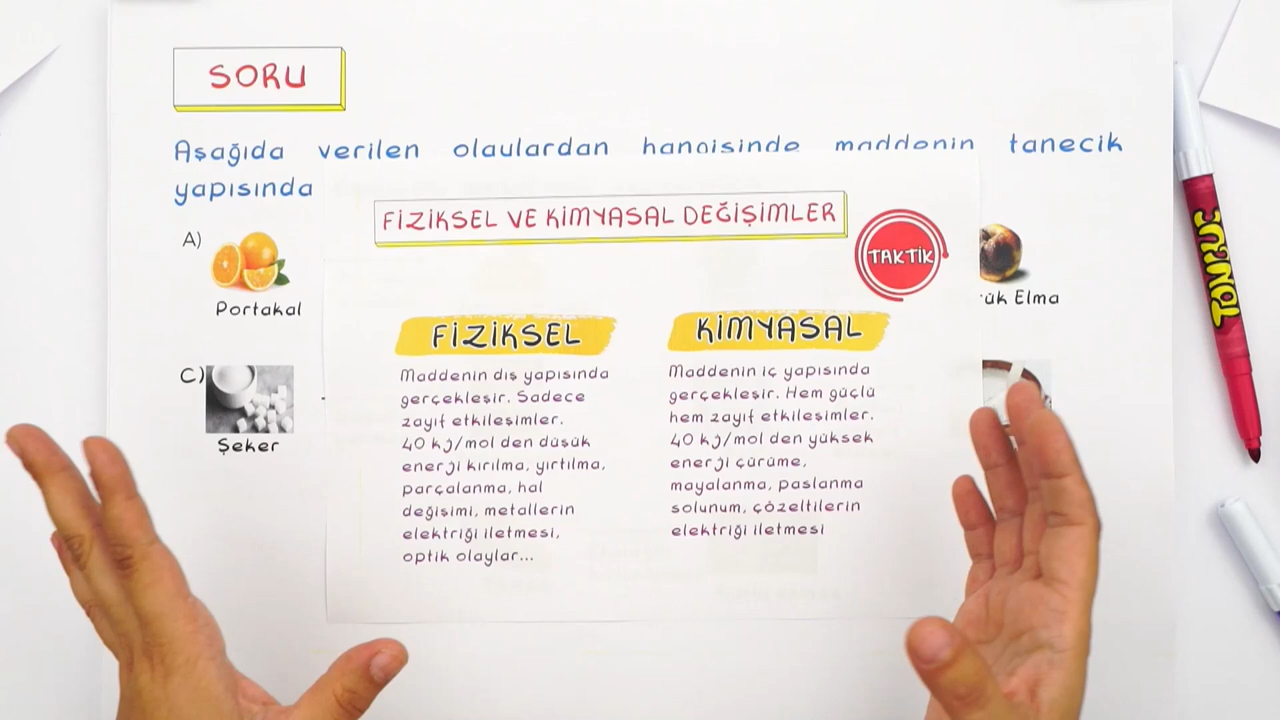 SORU
Aşağıda verilen olaylardan hangisinde maddenin tanecik
yapısında
FİZİKSEL VE KİMYASAL DEĞİŞİMLER
A)
TAKTİK
Portakal
ük Elma
FİZİKSEL
Maddenin dış yapısında
gerçekleşir. Sadece
zayıf etkileşimler.
40 kj/mol den düşük
enerji kırılma, yırtılma,
parçalanma, hal
değişimi, metallerin
elektriği iletmesi,
optik olaylar...
KİMYASAL
Maddenin iç yapısında
gerçekleşir. Hem güçlü
hem zayıf etkileşimler.
40 kj/mol den yüksek
enerji çürüme,
mayalanma, paslanma
solunum, çözeltilerin
elektriği iletmesi
C)
Şeker
TONGUÇ